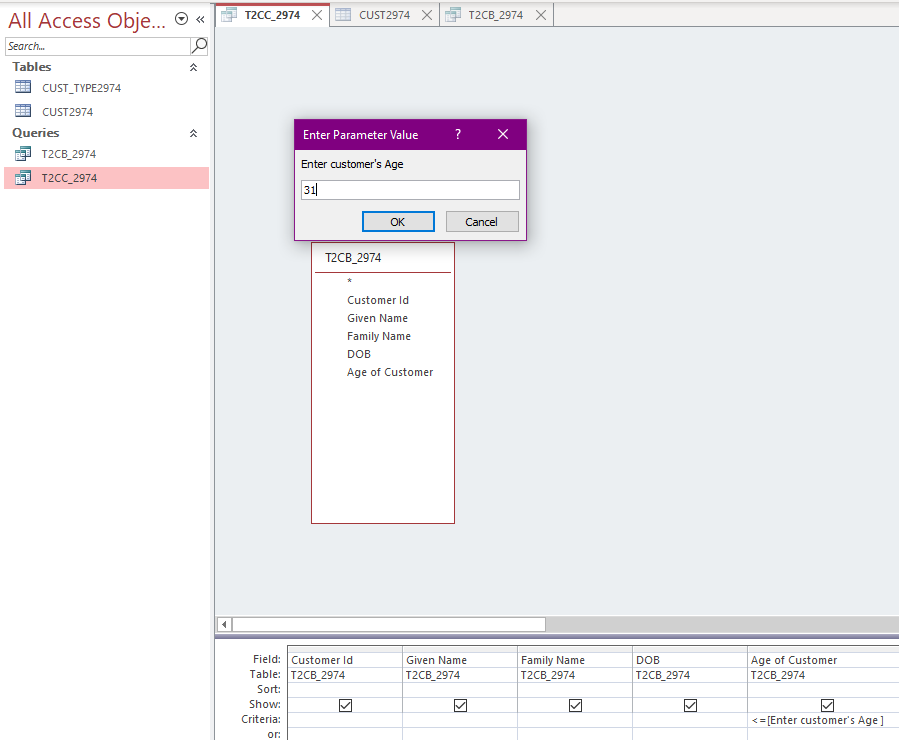 All Access Obje...
Search...
Tables
CUST_TYPE2974
CUST2974
Queries
T2CB_2974
T2CC_2974
T2CC_2974 CUST2974 T2CB_2974
Enter Parameter Value ?
Enter customer's Age
31
OK Cancel
T2CB_2974
*
Customer Id
Given Name
Family Name
DOB
Age of Customer
Field: Customer Id Given Name Family Name DOB Age of Customer
Table: T2CB_2974 T2CB_2974 T2CB_2974 T2CB_2974 T2CB_2974
Sort:
Show:
Criteria: <=[Enter customer's Age ]
or: